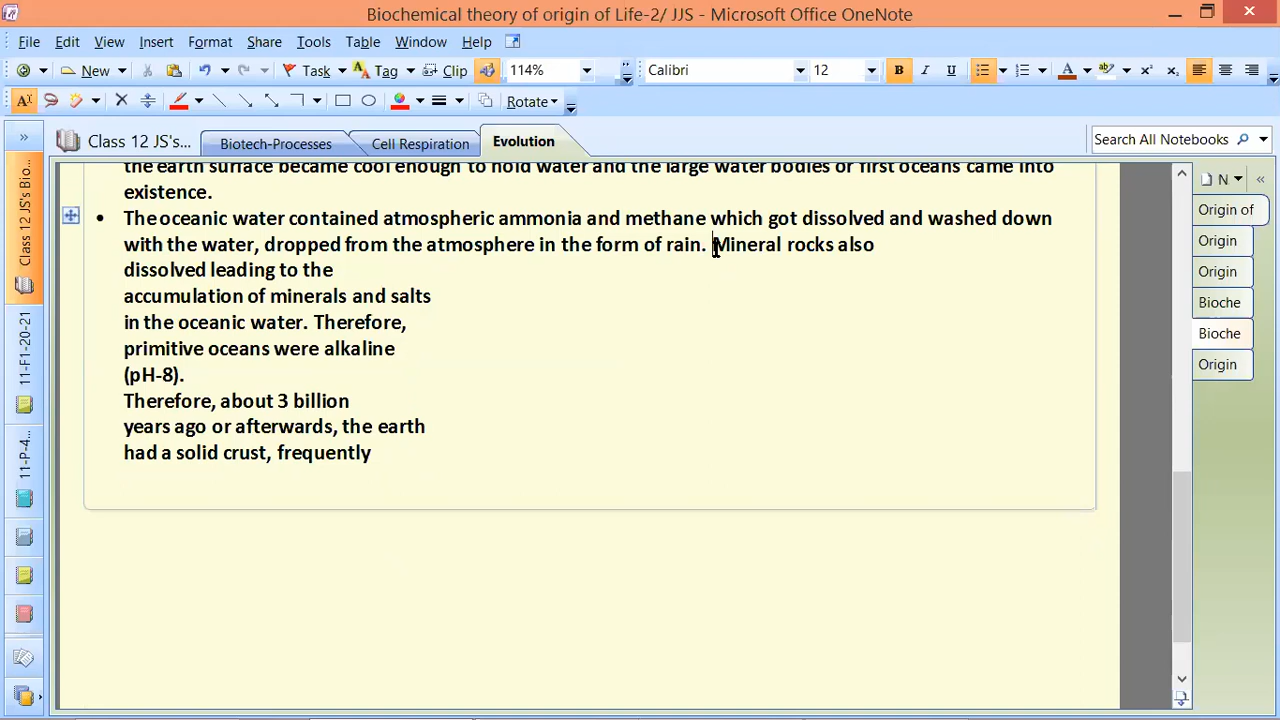 Biochemical theory of origin of Life-2/ JJS - Microsoft Office OneNote
File Edit View Insert Format Share Tools Table Window Help
New Task Tag Clip 114% Calibri 12 B I U
Rotate
Class 12 JS's... Biotech-Processes Cell Respiration Evolution Search All Notebooks
the earth surface became cool enough to hold water and the large water bodies or first oceans came into
existence.
• The oceanic water contained atmospheric ammonia and methane which got dissolved and washed down
with the water, dropped from the atmosphere in the form of rain. Mineral rocks also
dissolved leading to the
accumulation of minerals and salts
in the oceanic water. Therefore,
primitive oceans were alkaline
(pH-8).
Therefore, about 3 billion
years ago or afterwards, the earth
had a solid crust, frequently
Class 12 JS's Bio...
11-F1-20-21
11-P-4...
N
Origin of
Origin
Origin
Bioche
Bioche
Origin